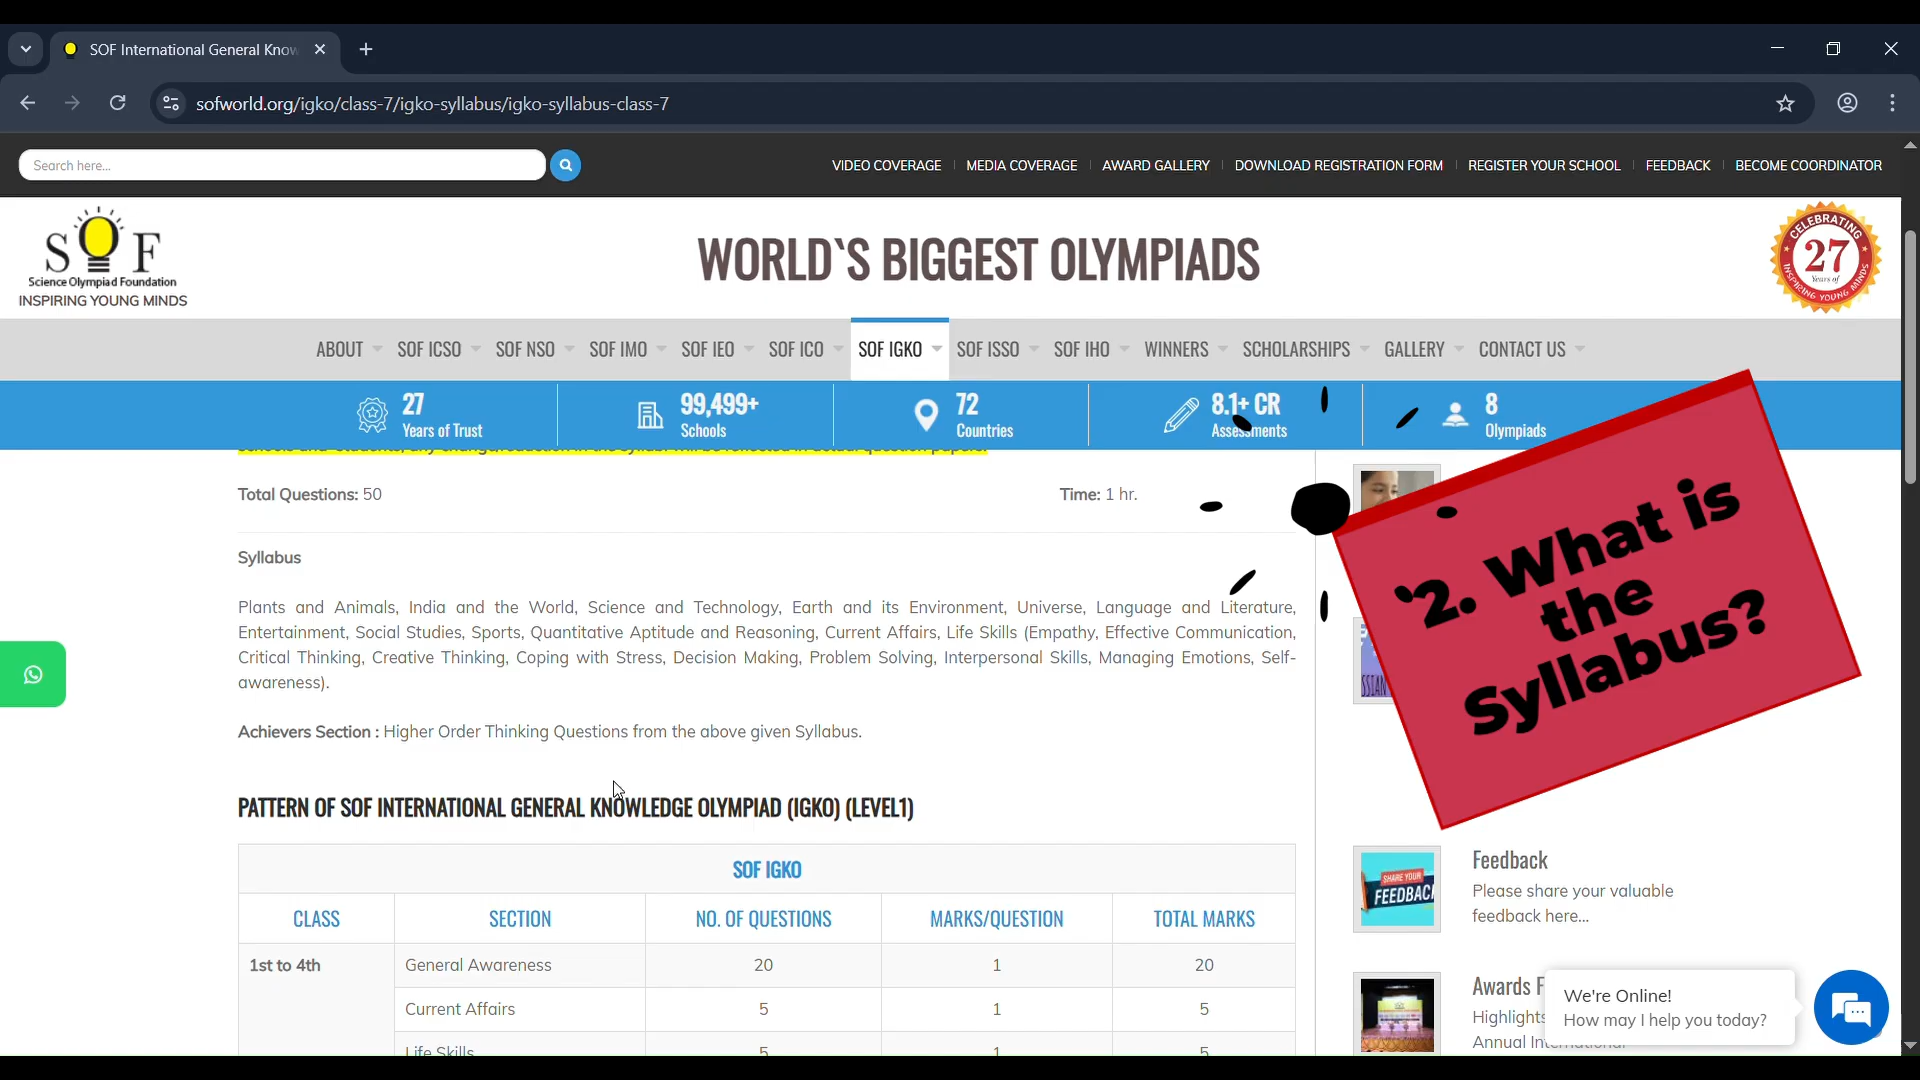 SOF International General Know
sofworld.org/igko/class-7/igko-syllabus/igko-syllabus-class-7
Search here...
VIDEO COVERAGE
MEDIA COVERAGE
AWARD GALLERY
DOWNLOAD REGISTRATION FORM
REGISTER YOUR SCHOOL
FEEDBACK
BECOME COORDINATOR
SOF
Science Olympiad Foundation
INSPIRING YOUNG MINDS
WORLD`S BIGGEST OLYMPIADS
CELEBRATING
27
Years of
INSPIRING YOUNG MINDS
ABOUT
SOF ICSO
SOF NSO
SOF IMO
SOF IEO
SOF ICO
SOF IGKO
SOF ISSO
SOF IHO
WINNERS
SCHOLARSHIPS
GALLERY
CONTACT US
27
Years of Trust
99,499+
Schools
72
Countries
8.1+ CR
Assessments
8
Olympiads
Total Questions: 50
Time: 1 hr.
Syllabus
Plants and Animals, India and the World, Science and Technology, Earth and its Environment, Universe, Language and Literature,
Entertainment, Social Studies, Sports, Quantitative Aptitude and Reasoning, Current Affairs, Life Skills (Empathy, Effective Communication,
Critical Thinking, Creative Thinking, Coping with Stress, Decision Making, Problem Solving, Interpersonal Skills, Managing Emotions, Self-
awareness).
Achievers Section : Higher Order Thinking Questions from the above given Syllabus.
PATTERN OF SOF INTERNATIONAL GENERAL KNOWLEDGE OLYMPIAD (IGKO) (LEVEL1)
SOF IGKO
CLASS SECTION NO. OF QUESTIONS MARKS/QUESTION TOTAL MARKS
1st to 4th General Awareness 20 1 20
Current Affairs 5 1 5
Life Skills 5 1 5
2. What is
the
Syllabus?
SHARE YOUR
FEEDBACK
Feedback
Please share your valuable
feedback here...
Awards
Highlights
Annual
We're Online!
How may I help you today?